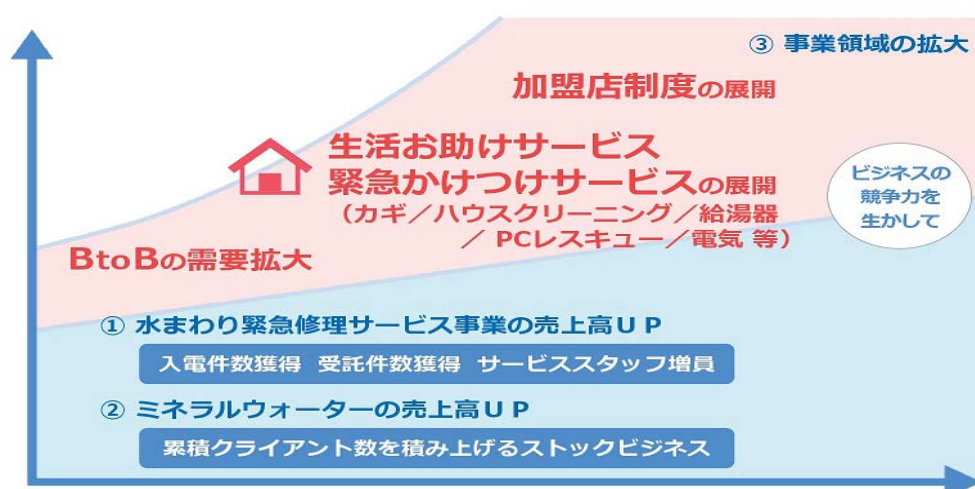 ③ 事業領域の拡大
加盟店制度の展開
生活お助けサービス
緊急かけつけサービスの展開
（カギ／ハウスクリーニング／給湯器
／ PCレスキュー／電気 等）
ビジネスの
競争力を
生かして
BtoBの需要拡大
① 水まわり緊急修理サービス事業の売上高ＵＰ
入電件数獲得 受託件数獲得 サービススタッフ増員
② ミネラルウォーターの売上高ＵＰ
累積クライアント数を積み上げるストックビジネス